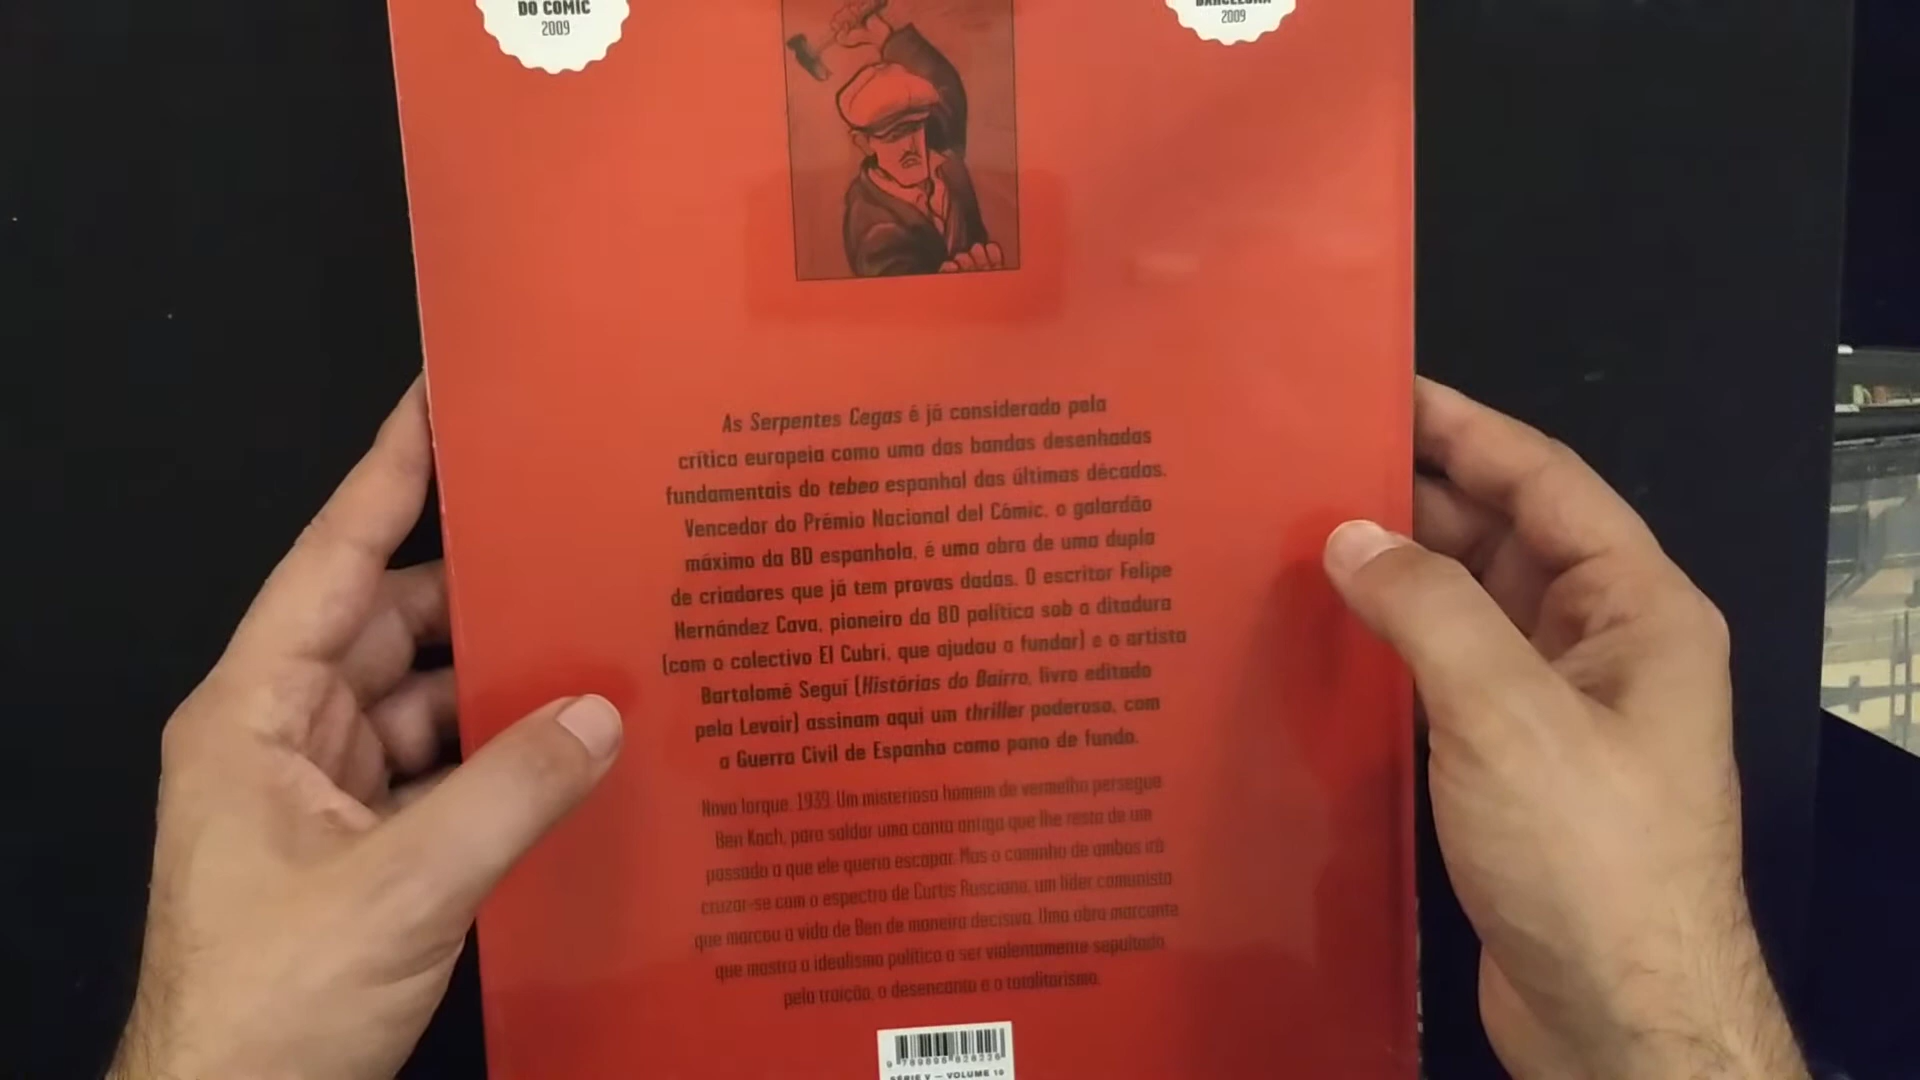 DO COMIC
2009
BARCELONA
2009
As Serpentes Cegas é já considerado pela
crítica europeia como uma das bandas desenhadas
fundamentais do tebeo espanhol das últimas décadas.
Vencedor do Prémio Nacional del Cómic, o galardão
máximo da BD espanhola, é uma obra de uma dupla
de criadores que já tem provas dadas. O escritor Felipe
Hernández Cava, pioneiro da BD política sob a ditadura
(com o colectivo El Cubri, que ajudou a fundar) e o artista
Bartolomé Seguí (Histórias do Bairro, livro editado
pela Levoir) assinam aqui um thriller poderoso, com
a Guerra Civil de Espanha como pano de fundo.
Nova Iorque, 1939. Um misterioso homem de vermelho persegue
Ben Koch, para saldar uma conta antiga que lhe resta de um
passado a que ele queria escapar. Mas o caminho de ambos irá
cruzar-se com o espectro de Curtis Rusciano, um líder comunista
que marcou a vida de Ben de maneira decisiva. Uma obra marcante
que mostra o idealismo político a ser violentamente sepultado
pela traição, o desencanto e o totalitarismo.
SÉRIE V — VOLUME 10